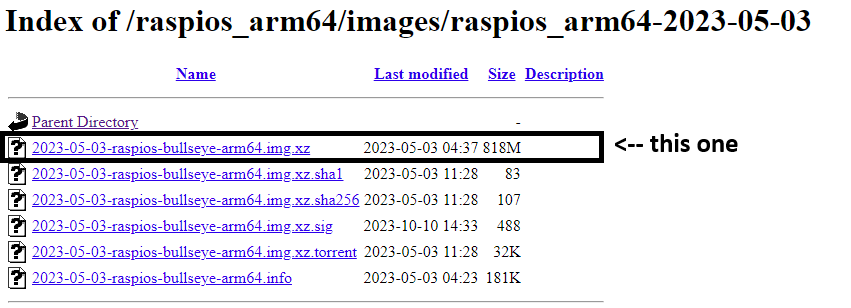 Index of /raspios_arm64/images/raspios_arm64-2023-05-03
Name Last modified Size Description
Parent Directory -
2023-05-03-raspios-bullseye-arm64.img.xz 2023-05-03 04:37 818M <-- this one
2023-05-03-raspios-bullseye-arm64.img.xz.sha1 2023-05-03 11:28 83
2023-05-03-raspios-bullseye-arm64.img.xz.sha256 2023-05-03 11:28 107
2023-05-03-raspios-bullseye-arm64.img.xz.sig 2023-10-10 14:33 488
2023-05-03-raspios-bullseye-arm64.img.xz.torrent 2023-05-03 11:28 32K
2023-05-03-raspios-bullseye-arm64.info 2023-05-03 04:23 181K